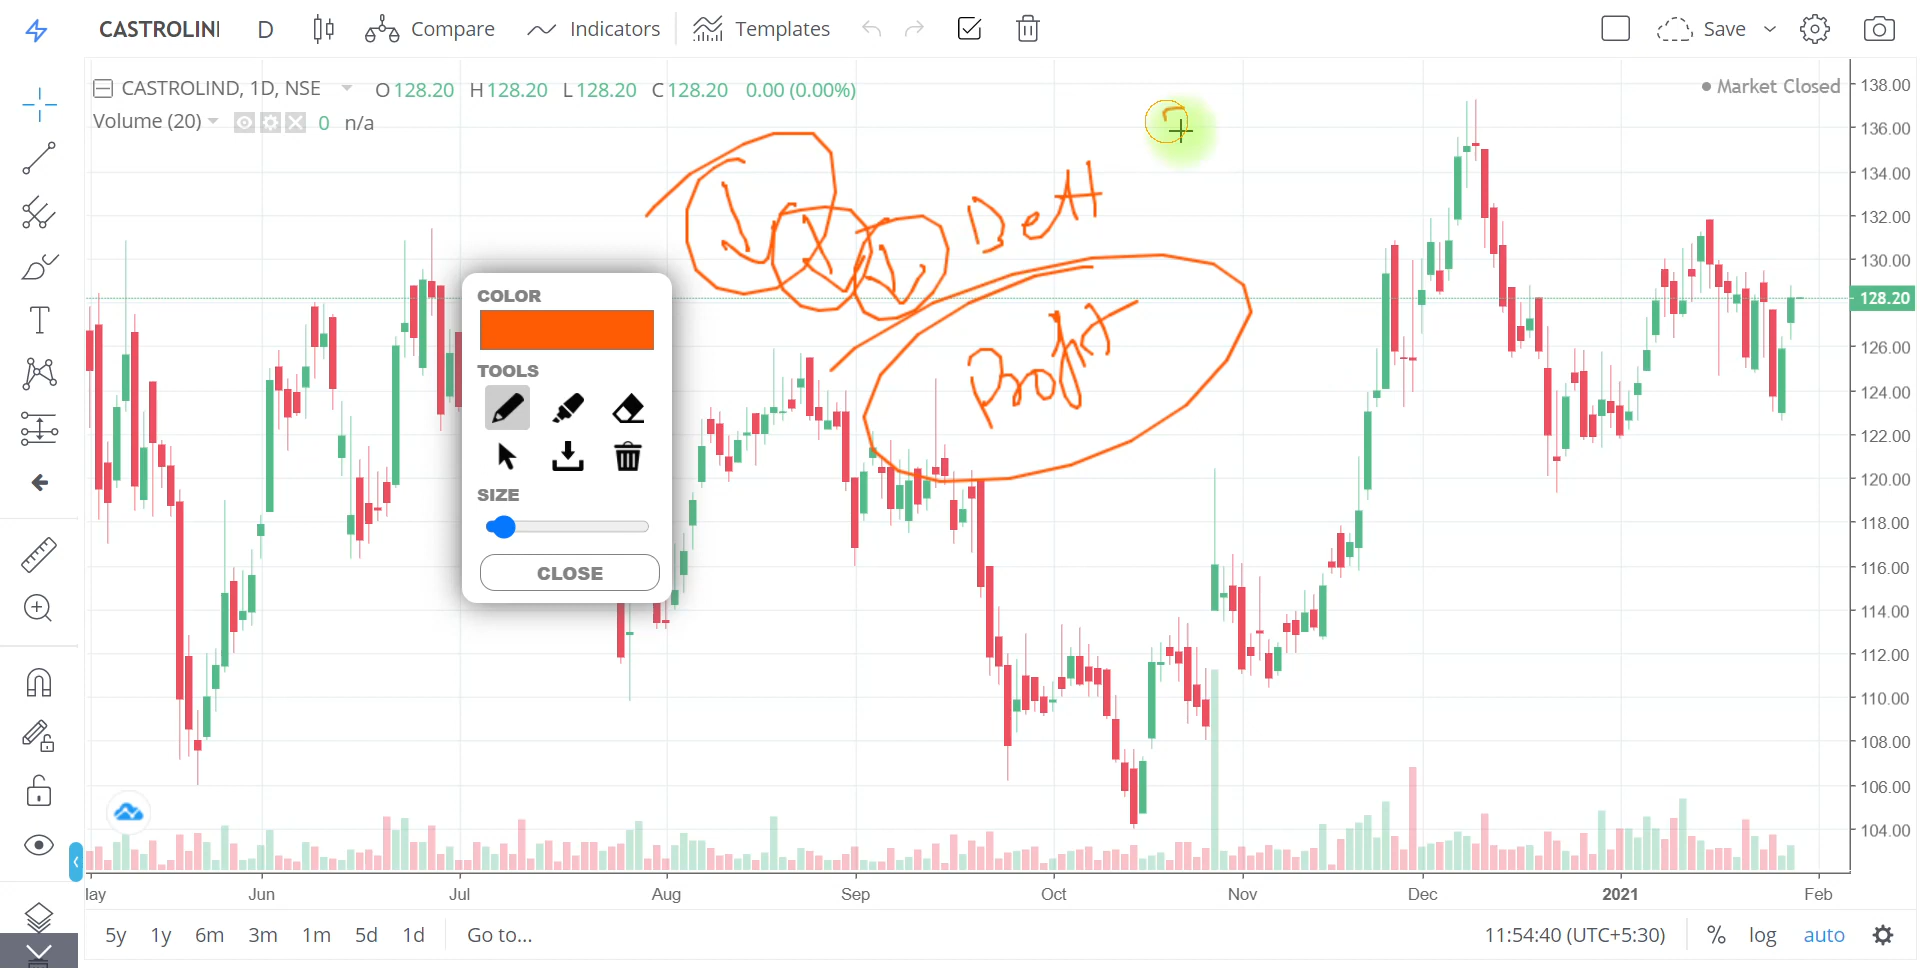 CASTROLINI D Compare Indicators Templates Save
CASTROLIND, 1D, NSE O 128.20 H 128.20 L 128.20 C 128.20 0.00 (0.00%)
Market Closed
Volume (20) 0 n/a
138.00
136.00
134.00
132.00
130.00
128.20
126.00
124.00
122.00
120.00
118.00
116.00
114.00
112.00
110.00
108.00
106.00
104.00
Profit
COLOR
TOOLS
SIZE
CLOSE
lay Jun Jul Aug Sep Oct Nov Dec 2021 Feb
5y 1y 6m 3m 1m 5d 1d Go to... 11:54:40 (UTC+5:30) % log auto